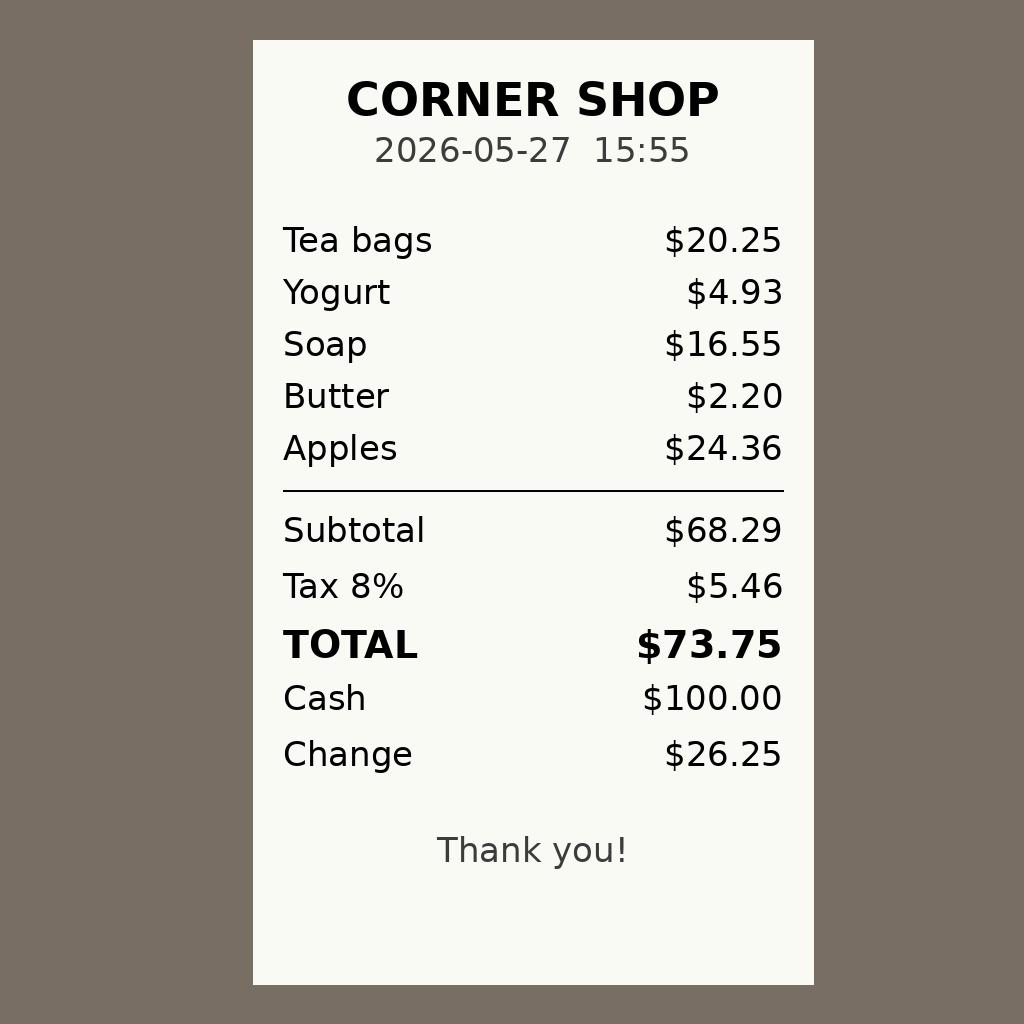 CORNER SHOP
2026-05-27 15:55
Tea bags $20.25
Yogurt $4.93
Soap $16.55
Butter $2.20
Apples $24.36
Subtotal $68.29
Tax 8% $5.46
TOTAL $73.75
Cash $100.00
Change $26.25
Thank you!